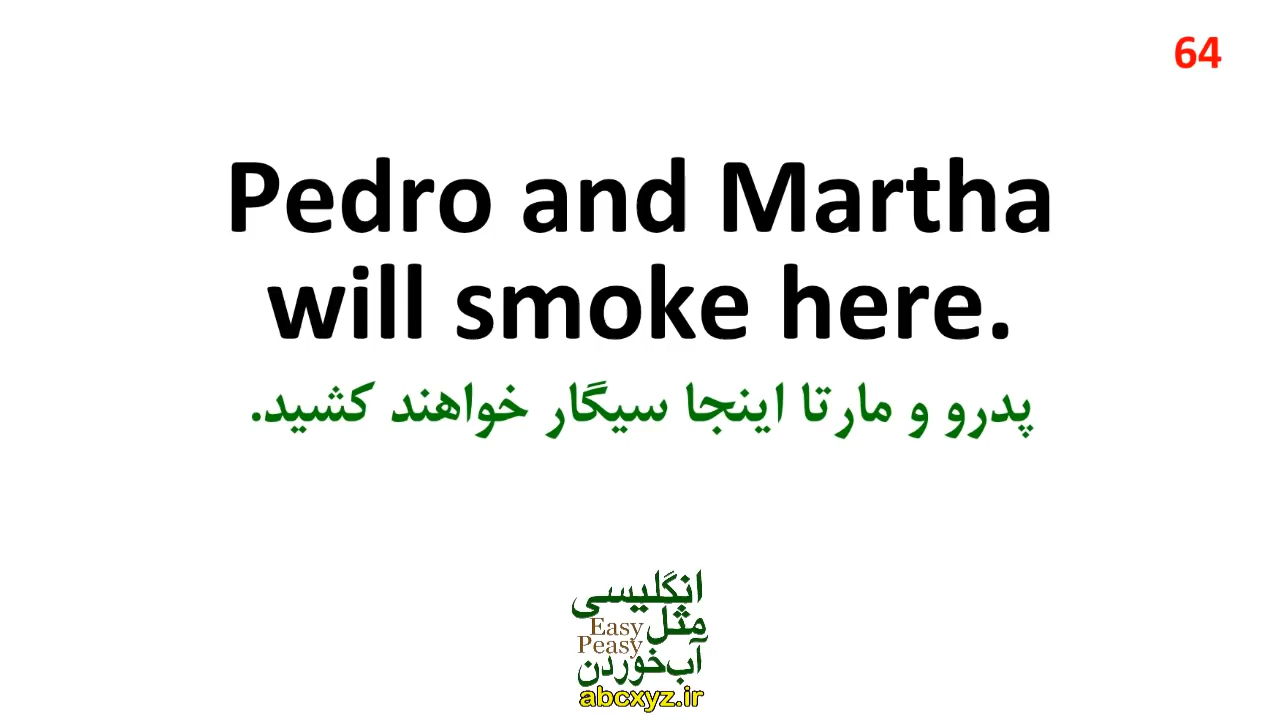 64
Pedro and Martha
will smoke here.
پدرو و مارتا اینجا سیگار خواهند کشید.
انگلیسی
مثل Easy
Peasy
آب‌خوردن
abcxyz.ir